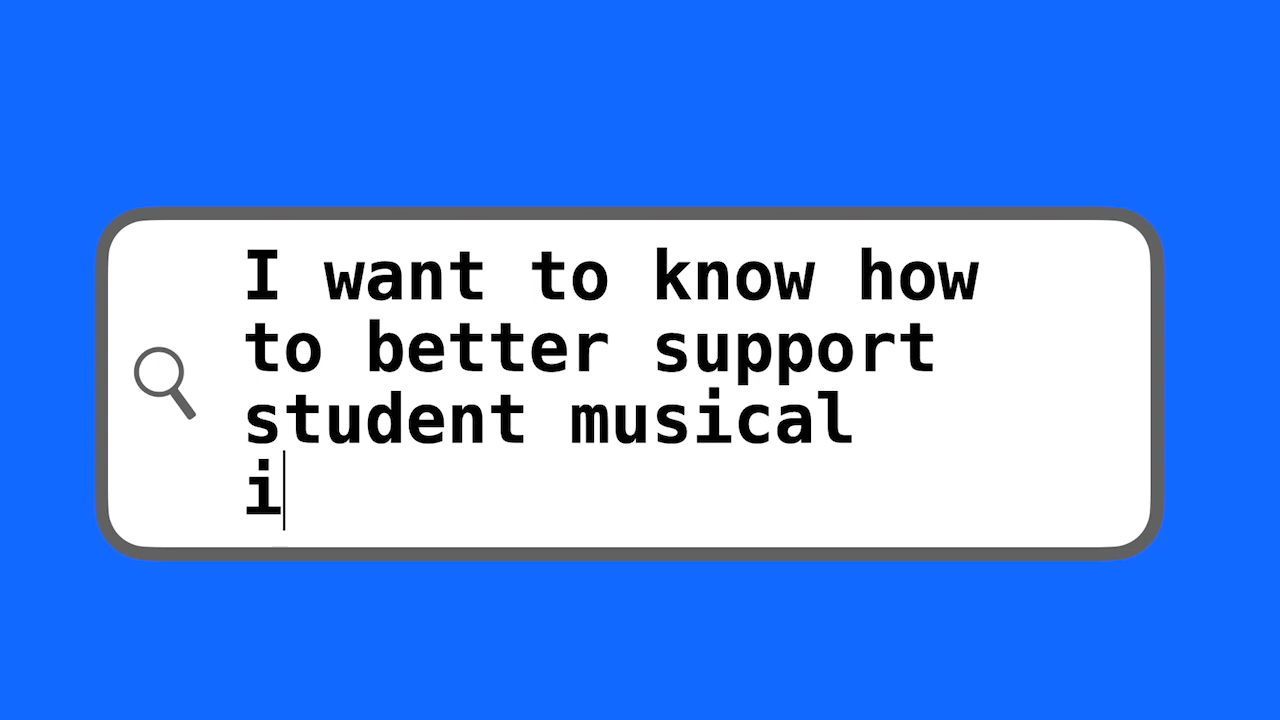 I want to know how
to better support
student musical
i